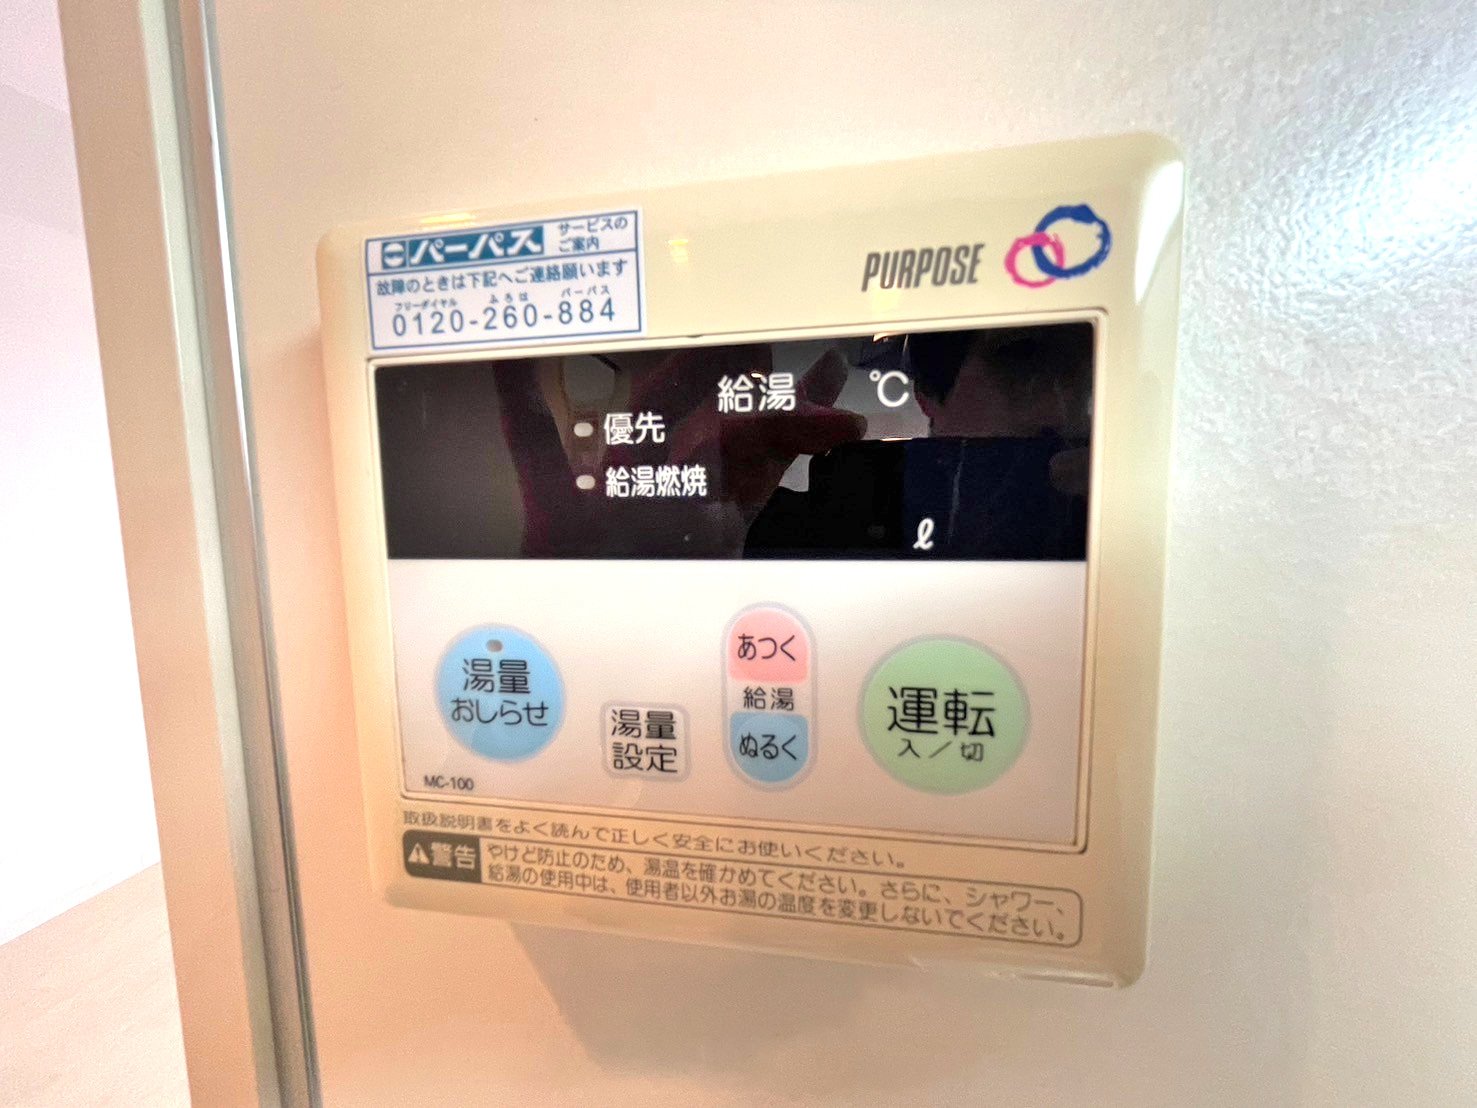 パーパス
サービスの
ご案内
故障のときは下記へご連絡願います
フリーダイヤル ふろは パーパス
0120-260-884
PURPOSE
給湯 ℃
優先
給湯燃焼
ℓ
湯量
おしらせ
湯量
設定
あつく
給湯
ぬるく
運転
入／切
MC-100
取扱説明書をよく読んで正しく安全にお使いください。
警告
やけど防止のため、湯温を確かめてください。さらに、シャワー、
給湯の使用中は、使用者以外お湯の温度を変更しないでください。